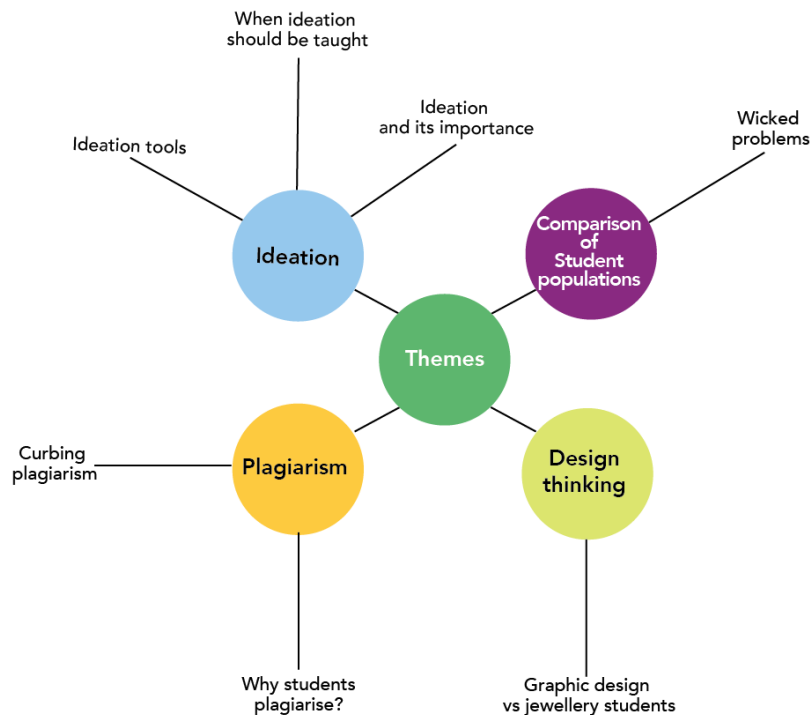 When ideation
should be taught
Ideation
and its importance
Ideation tools
Wicked
problems
Ideation
Comparison
of
Student
populations
Themes
Curbing
plagiarism
Plagiarism
Design
thinking
Why students
plagiarise?
Graphic design
vs jewellery students